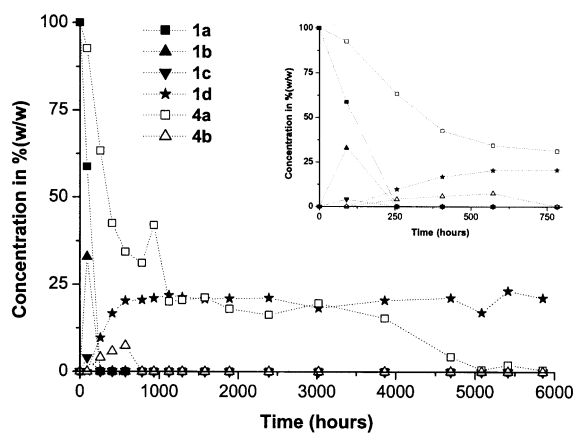 100
75
50
25
0
Concentration in %(w/w)
0 1000 2000 3000 4000 5000 6000
Time (hours)
1a
1b
1c
1d
4a
4b
100
75
50
25
0
Concentration in %(w/w)
0 250 500 750
Time (hours)